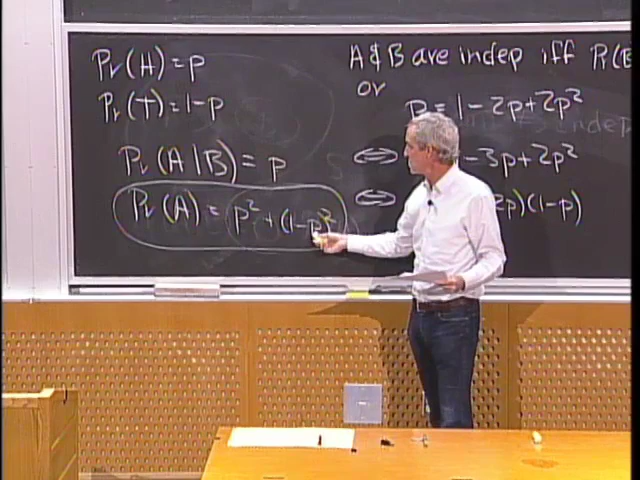 Pr(H) = p
Pr(T) = 1-p
Pr(A|B) = p
Pr(A) = p² + (1-p)²
A & B are indep iff Pr(B
or
p = 1 - 2p + 2p²
⇔ - 3p + 2p²
⇔ 2p)(1-p)